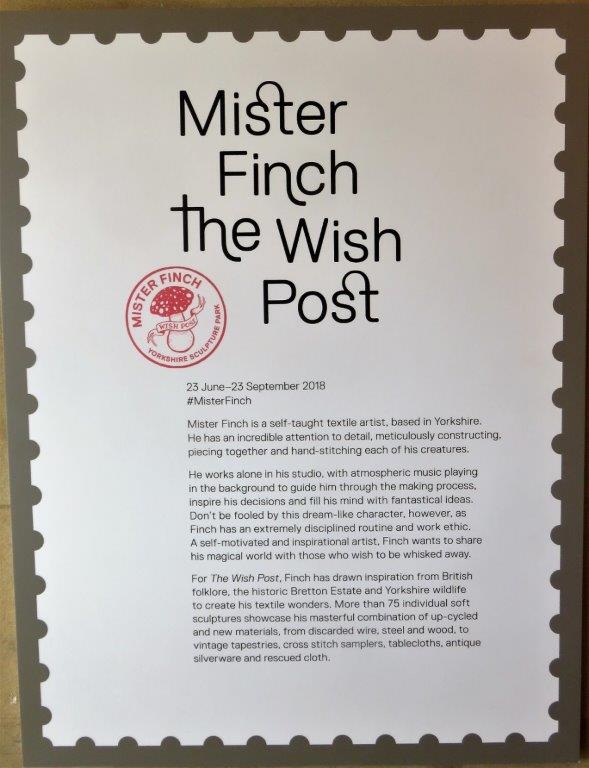 Mister
Finch
the Wish
Post
MISTER FINCH
WISH POST
YORKSHIRE SCULPTURE PARK
23 June–23 September 2018
#MisterFinch
Mister Finch is a self-taught textile artist, based in Yorkshire.
He has an incredible attention to detail, meticulously constructing,
piecing together and hand-stitching each of his creatures.
He works alone in his studio, with atmospheric music playing
in the background to guide him through the making process,
inspire his decisions and fill his mind with fantastical ideas.
Don't be fooled by this dream-like character, however, as
Finch has an extremely disciplined routine and work ethic.
A self-motivated and inspirational artist, Finch wants to share
his magical world with those who wish to be whisked away.
For The Wish Post, Finch has drawn inspiration from British
folklore, the historic Bretton Estate and Yorkshire wildlife
to create his textile wonders. More than 75 individual soft
sculptures showcase his masterful combination of up-cycled
and new materials, from discarded wire, steel and wood, to
vintage tapestries, cross stitch samplers, tablecloths, antique
silverware and rescued cloth.